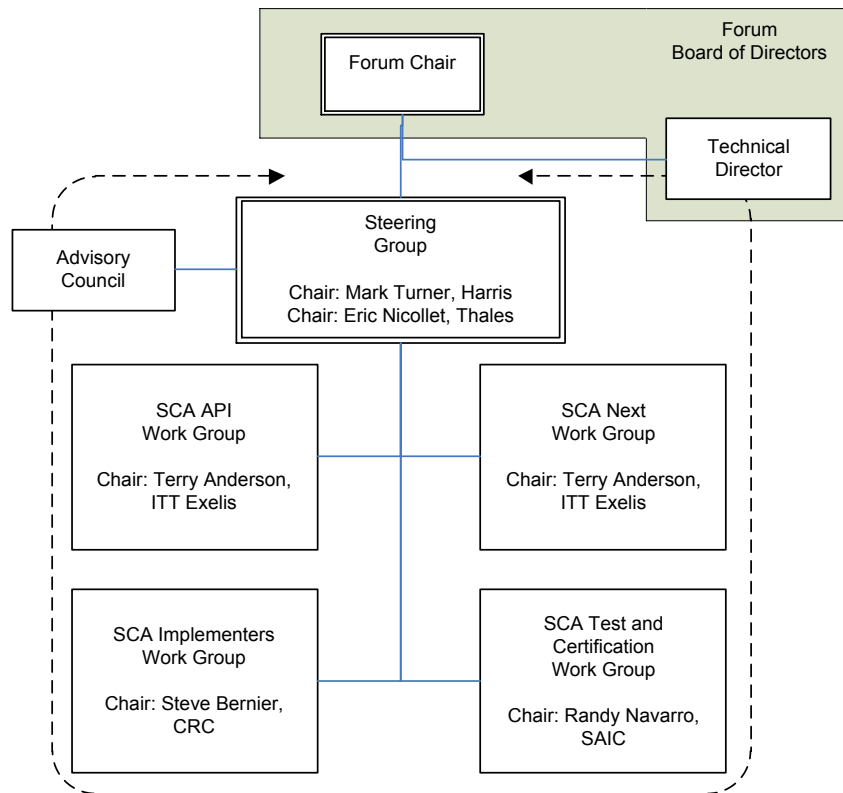 Forum
Board of Directors
Forum Chair
Technical
Director
Steering
Group
Chair: Mark Turner, Harris
Chair: Eric Nicollet, Thales
Advisory
Council
SCA API
Work Group
Chair: Terry Anderson,
ITT Exelis
SCA Next
Work Group
Chair: Terry Anderson,
ITT Exelis
SCA Implementers
Work Group
Chair: Steve Bernier,
CRC
SCA Test and
Certification
Work Group
Chair: Randy Navarro,
SAIC